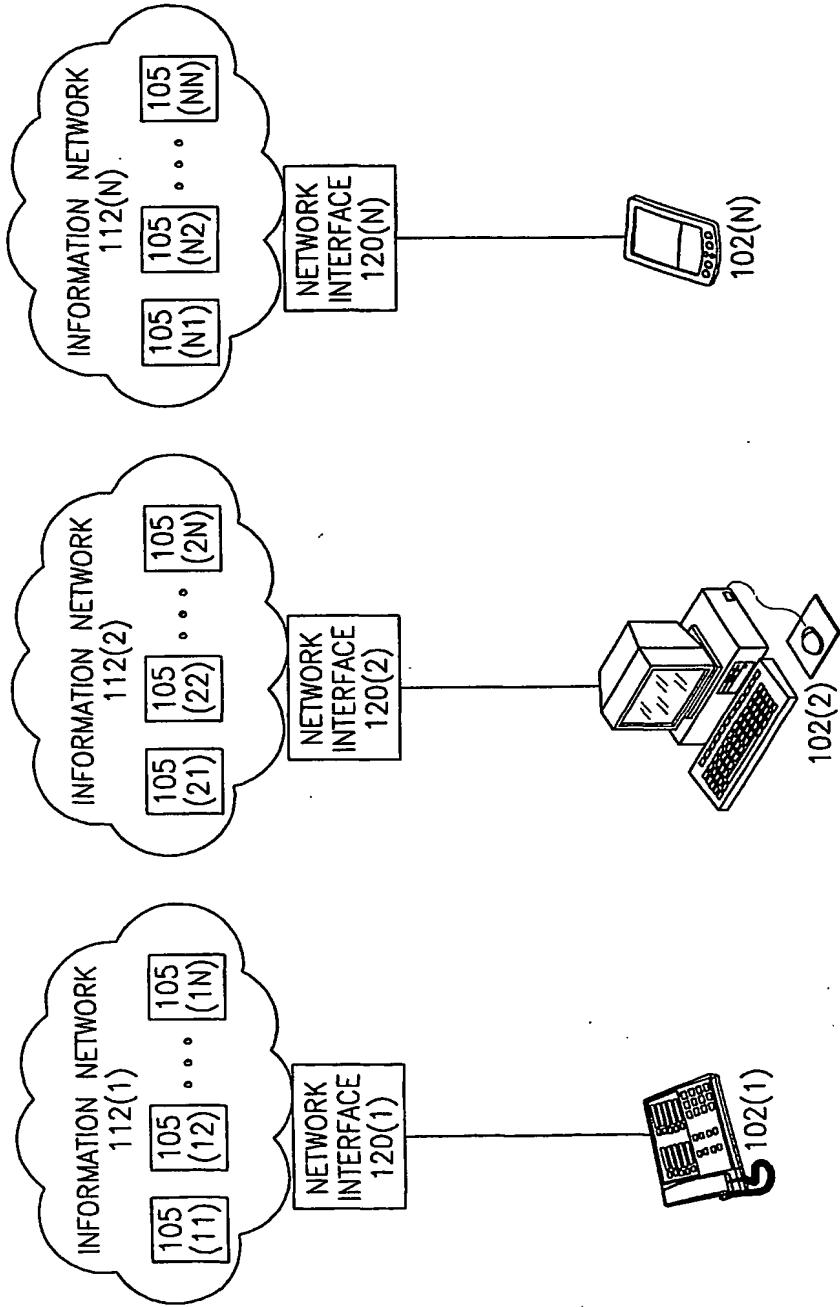 INFORMATION NETWORK
112(1)
105
(11)
105
(12)
105
(1N)
NETWORK
INTERFACE
120(1)
102(1)
INFORMATION NETWORK
112(2)
105
(21)
105
(22)
105
(2N)
NETWORK
INTERFACE
120(2)
102(2)
INFORMATION NETWORK
112(N)
105
(N1)
105
(N2)
105
(NN)
NETWORK
INTERFACE
120(N)
102(N)